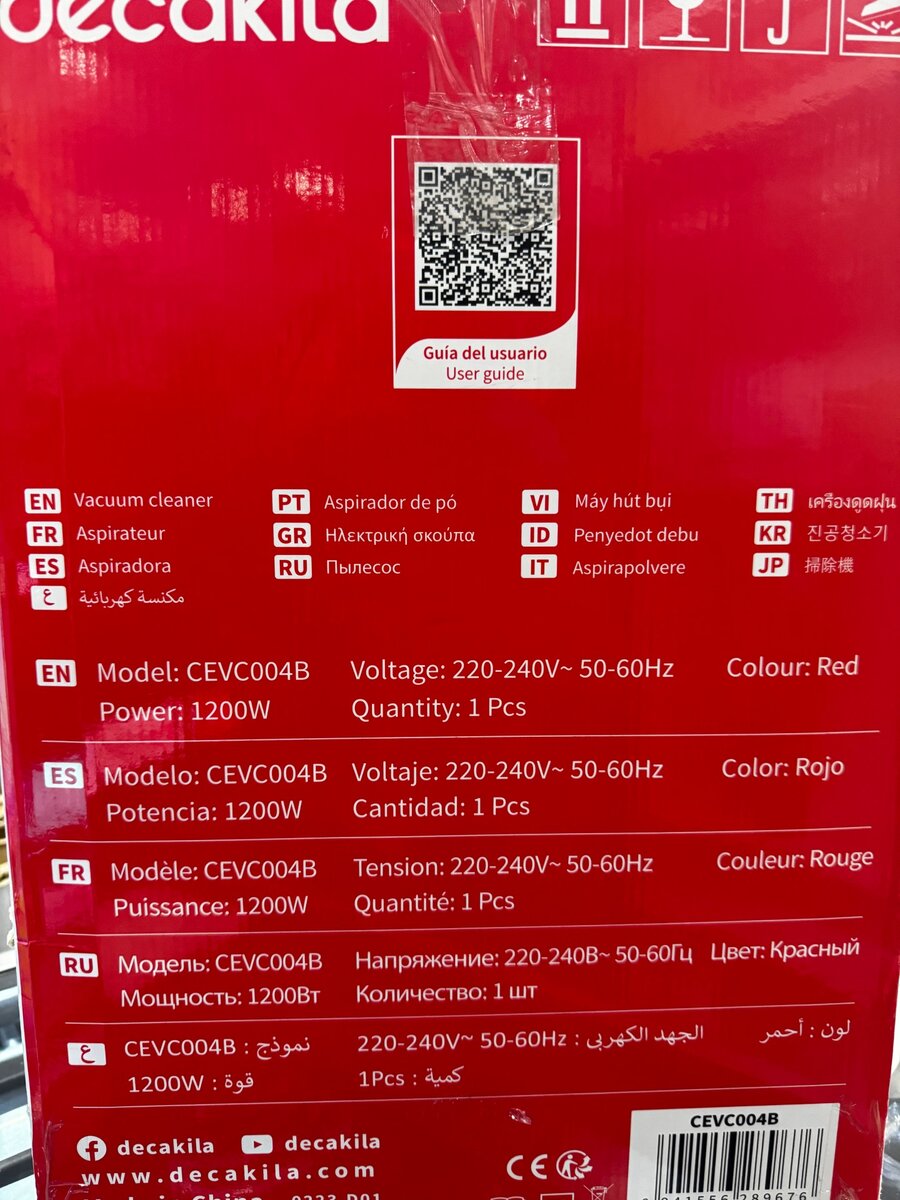 decakila
Guía del usuario
User guide
EN Vacuum cleaner
FR Aspirateur
ES Aspiradora
ع مكنسة كهربائية
PT Aspirador de pó
GR Ηλεκτρική σκούπα
RU Пылесос
VI Máy hút bụi
ID Penyedot debu
IT Aspirapolvere
TH เครื่องดูดฝุ่น
KR 진공청소기
JP 掃除機
EN Model: CEVC004B Voltage: 220-240V~ 50-60Hz Colour: Red
Power: 1200W Quantity: 1 Pcs
ES Modelo: CEVC004B Voltaje: 220-240V~ 50-60Hz Color: Rojo
Potencia: 1200W Cantidad: 1 Pcs
FR Modèle: CEVC004B Tension: 220-240V~ 50-60Hz Couleur: Rouge
Puissance: 1200W Quantité: 1 Pcs
RU Модель: CEVC004B Напряжение: 220-240В~ 50-60Гц Цвет: Красный
Мощность: 1200Вт Количество: 1 шт
ع نموذج : CEVC004B الجهد الكهربى : 220-240V~ 50-60Hz لون : أحمر
قوة : 1200W كمية : 1Pcs
decakila decakila
www.decakila.com
CE
CEVC004B